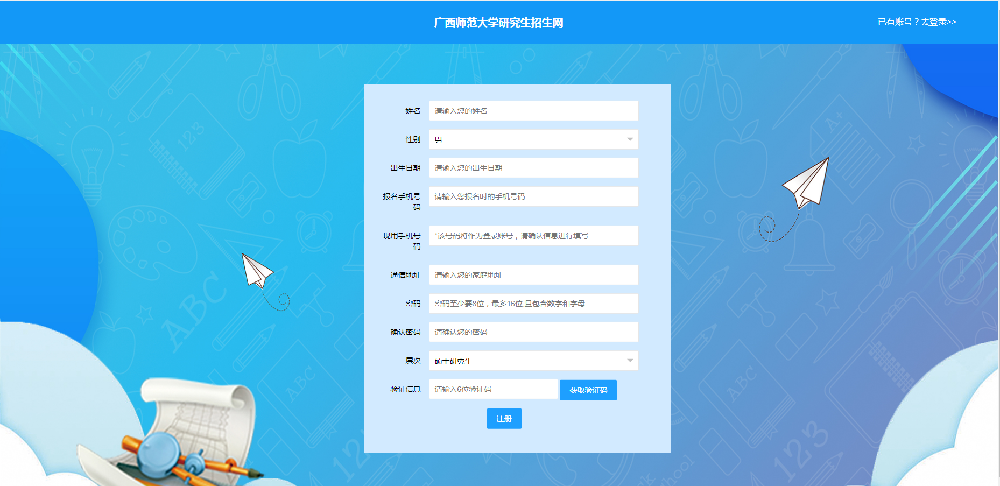 广西师范大学研究生招生网
已有账号？去登录>>
姓名 请输入您的姓名
性别 男
出生日期 请输入您的出生日期
报名手机号
码
请输入您报名时的手机号码
现用手机号
码
*该号码将作为登录账号，请确认信息进行填写
通信地址 请输入您的家庭地址
密码 密码至少要8位，最多16位,且包含数字和字母
确认密码 请确认您的密码
层次 硕士研究生
验证信息 请输入6位验证码 获取验证码
注册
123
A+
ABC
ABC
ABC
123
123